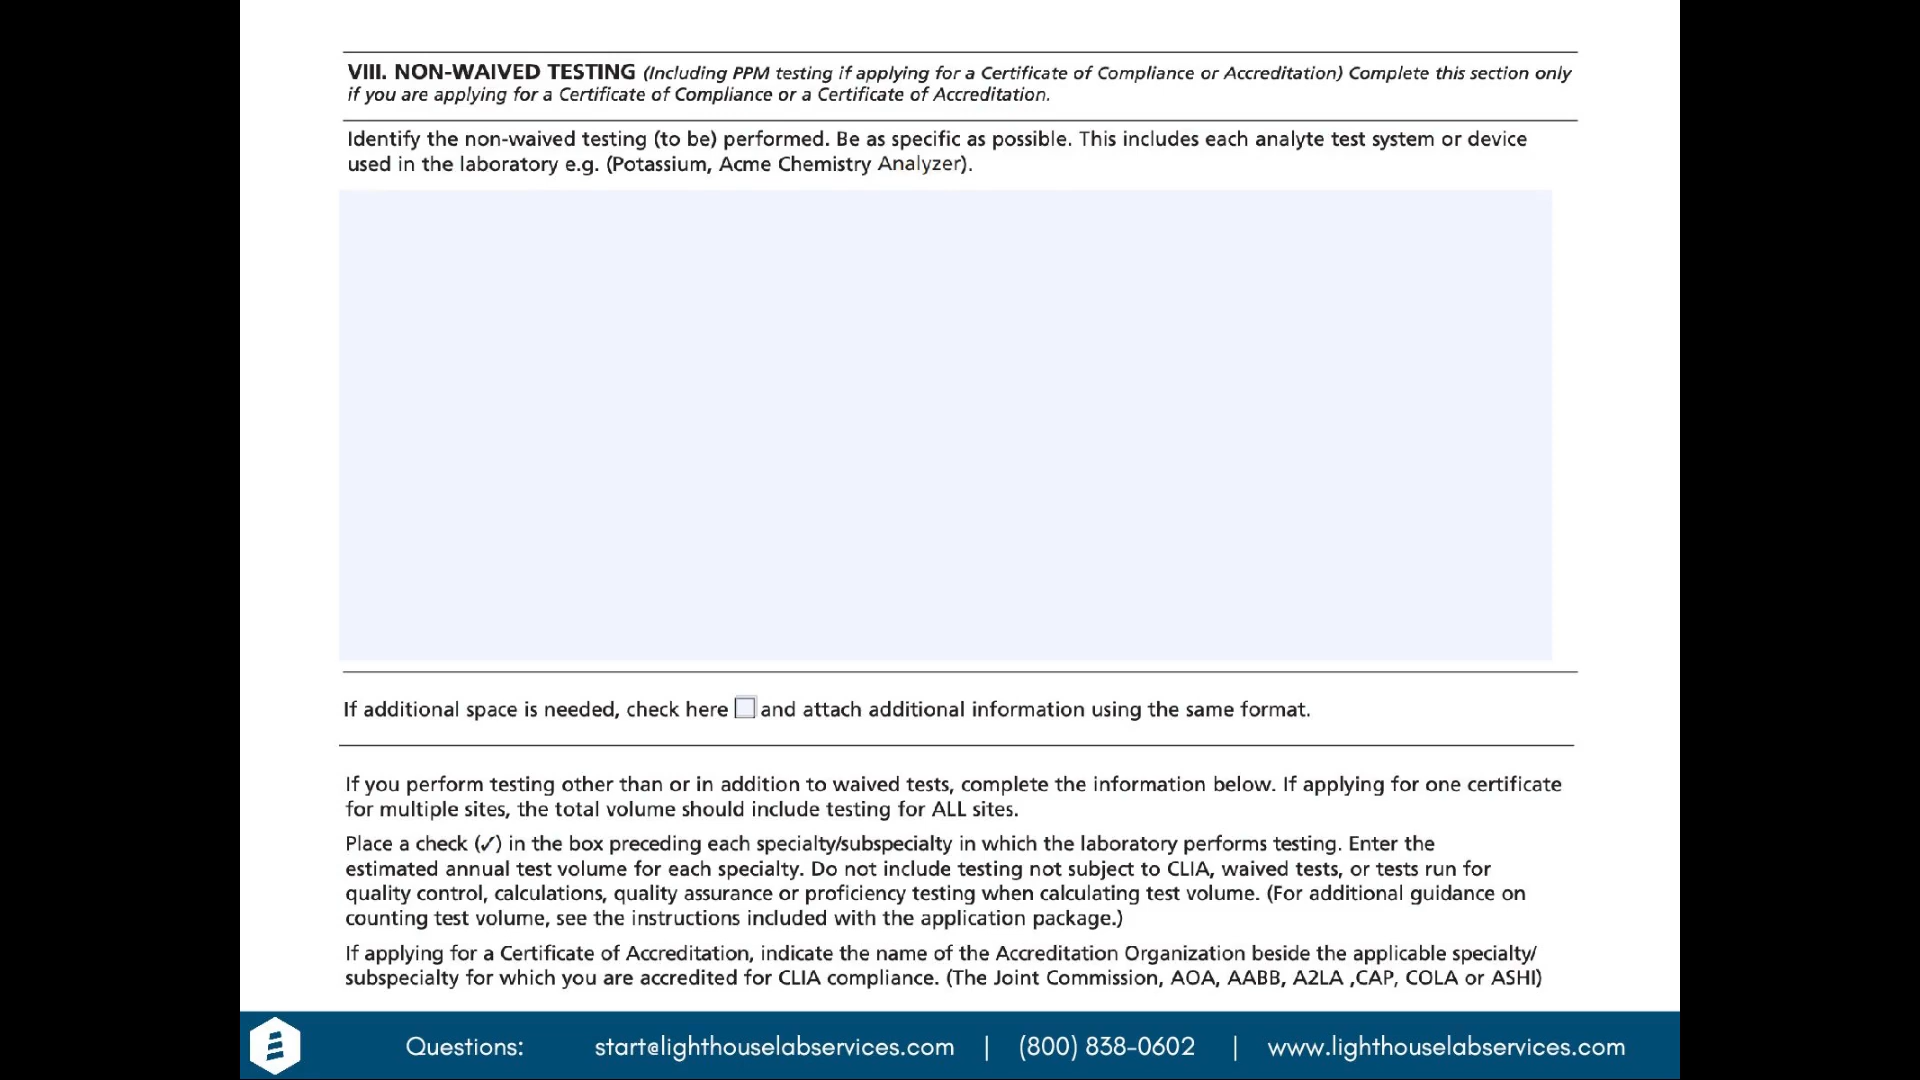 VIII. NON-WAIVED TESTING (Including PPM testing if applying for a Certificate of Compliance or Accreditation) Complete this section only
if you are applying for a Certificate of Compliance or a Certificate of Accreditation.
Identify the non-waived testing (to be) performed. Be as specific as possible. This includes each analyte test system or device
used in the laboratory e.g. (Potassium, Acme Chemistry Analyzer).
If additional space is needed, check here and attach additional information using the same format.
If you perform testing other than or in addition to waived tests, complete the information below. If applying for one certificate
for multiple sites, the total volume should include testing for ALL sites.
Place a check (✓) in the box preceding each specialty/subspecialty in which the laboratory performs testing. Enter the
estimated annual test volume for each specialty. Do not include testing not subject to CLIA, waived tests, or tests run for
quality control, calculations, quality assurance or proficiency testing when calculating test volume. (For additional guidance on
counting test volume, see the instructions included with the application package.)
If applying for a Certificate of Accreditation, indicate the name of the Accreditation Organization beside the applicable specialty/
subspecialty for which you are accredited for CLIA compliance. (The Joint Commission, AOA, AABB, A2LA ,CAP, COLA or ASHI)
Questions: start@lighthouselabservices.com | (800) 838-0602 | www.lighthouselabservices.com